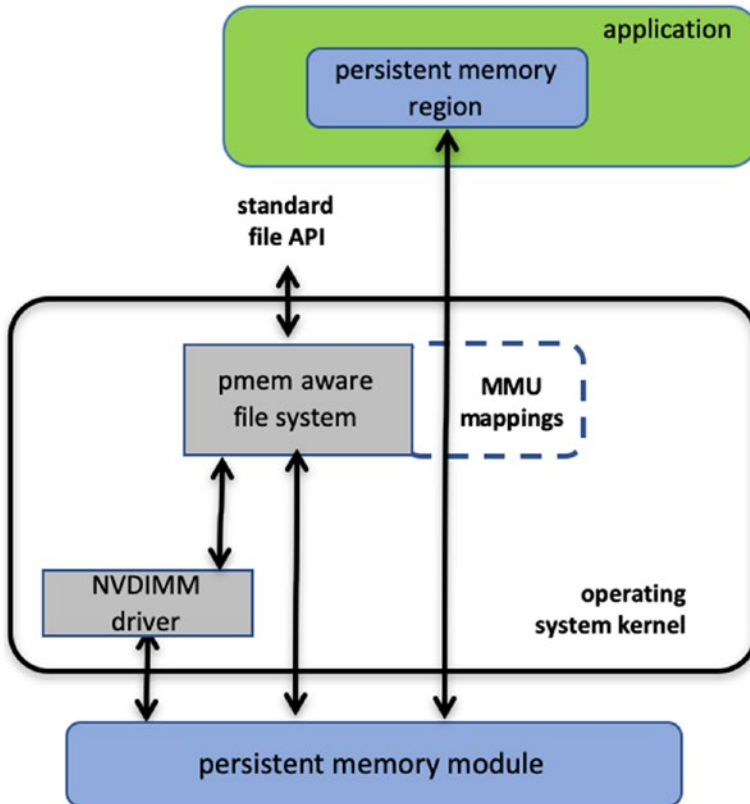 application
persistent memory
region
standard
file API
pmem aware
file system
MMU
mappings
NVDIMM
driver
operating
system kernel
persistent memory module